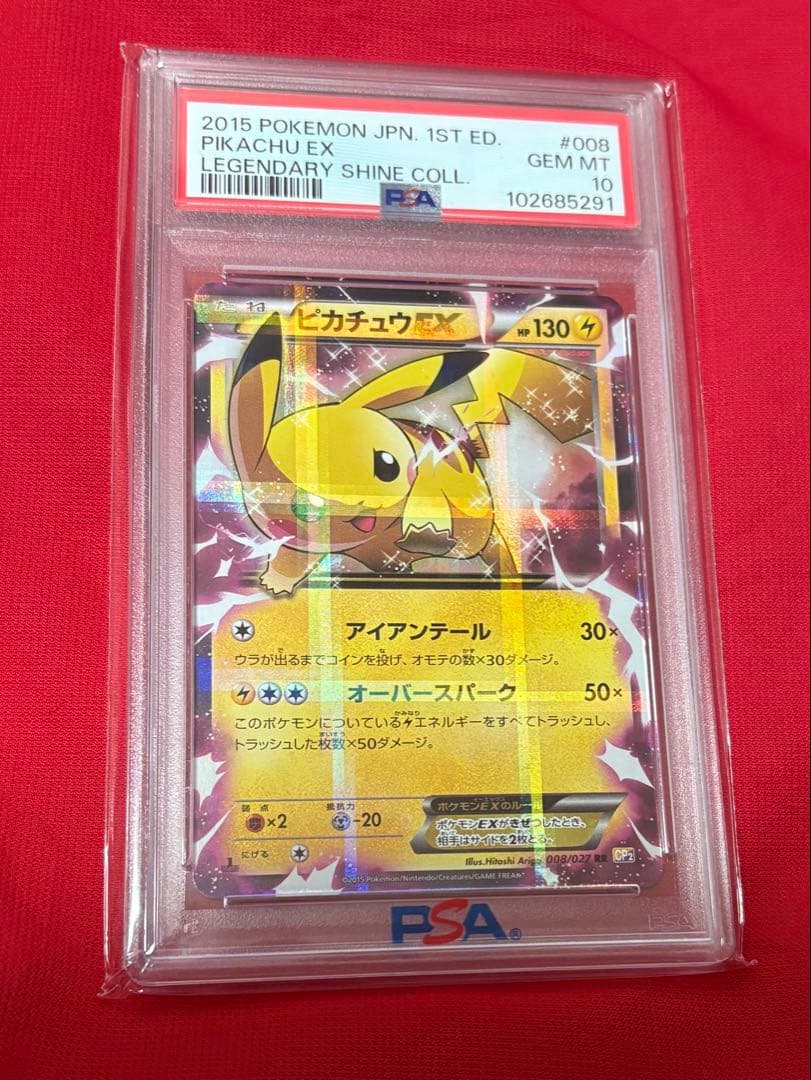 2015 POKEMON JPN. 1ST ED. #008
PIKACHU EX GEM MT
LEGENDARY SHINE COLL. 10
PSA 102685291
たね ピカチュウEX HP 130
アイアンテール 30×
ウラが出るまでコインを投げ、オモテの数×30ダメージ。
オーバースパーク 50×
このポケモンについているエネルギーをすべてトラッシュし、
トラッシュした枚数×50ダメージ。
弱点 ×2 抵抗力 -20
にげる
ポケモンEXのルール
ポケモンEXがきぜつしたとき、
相手はサイドを2枚とる。
Illus.Hitoshi Ariga 008/027 RR CP2
©2015 Pokémon/Nintendo/Creatures/GAME FREAK
PSA®